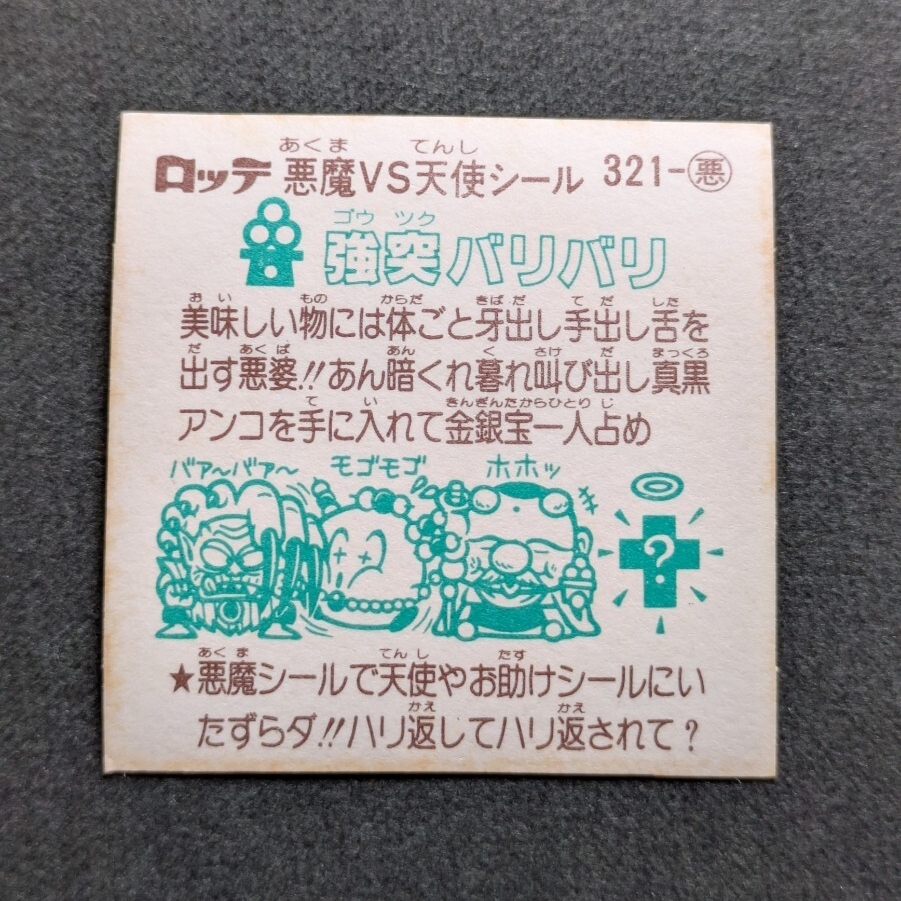 あくま てんし
ロッテ 悪魔VS天使シール 321-悪
ゴウ ツク
強突バリバリ
おい もの からだ きばだ てだ した
美味しい物には体ごと牙出し手出し舌を
だ あくば あん く さけ だ まっくろ
出す悪婆!!あん暗くれ暮れ叫び出し真黒
て い きんぎんたからひとりじ
アンコを手に入れて金銀宝一人占め
バァ〜バァ〜 モゴモゴ ホホッ
?
あくま てんし たす
★悪魔シールで天使やお助けシールにい
かえ かえ
たずらダ!!ハリ返してハリ返されて?